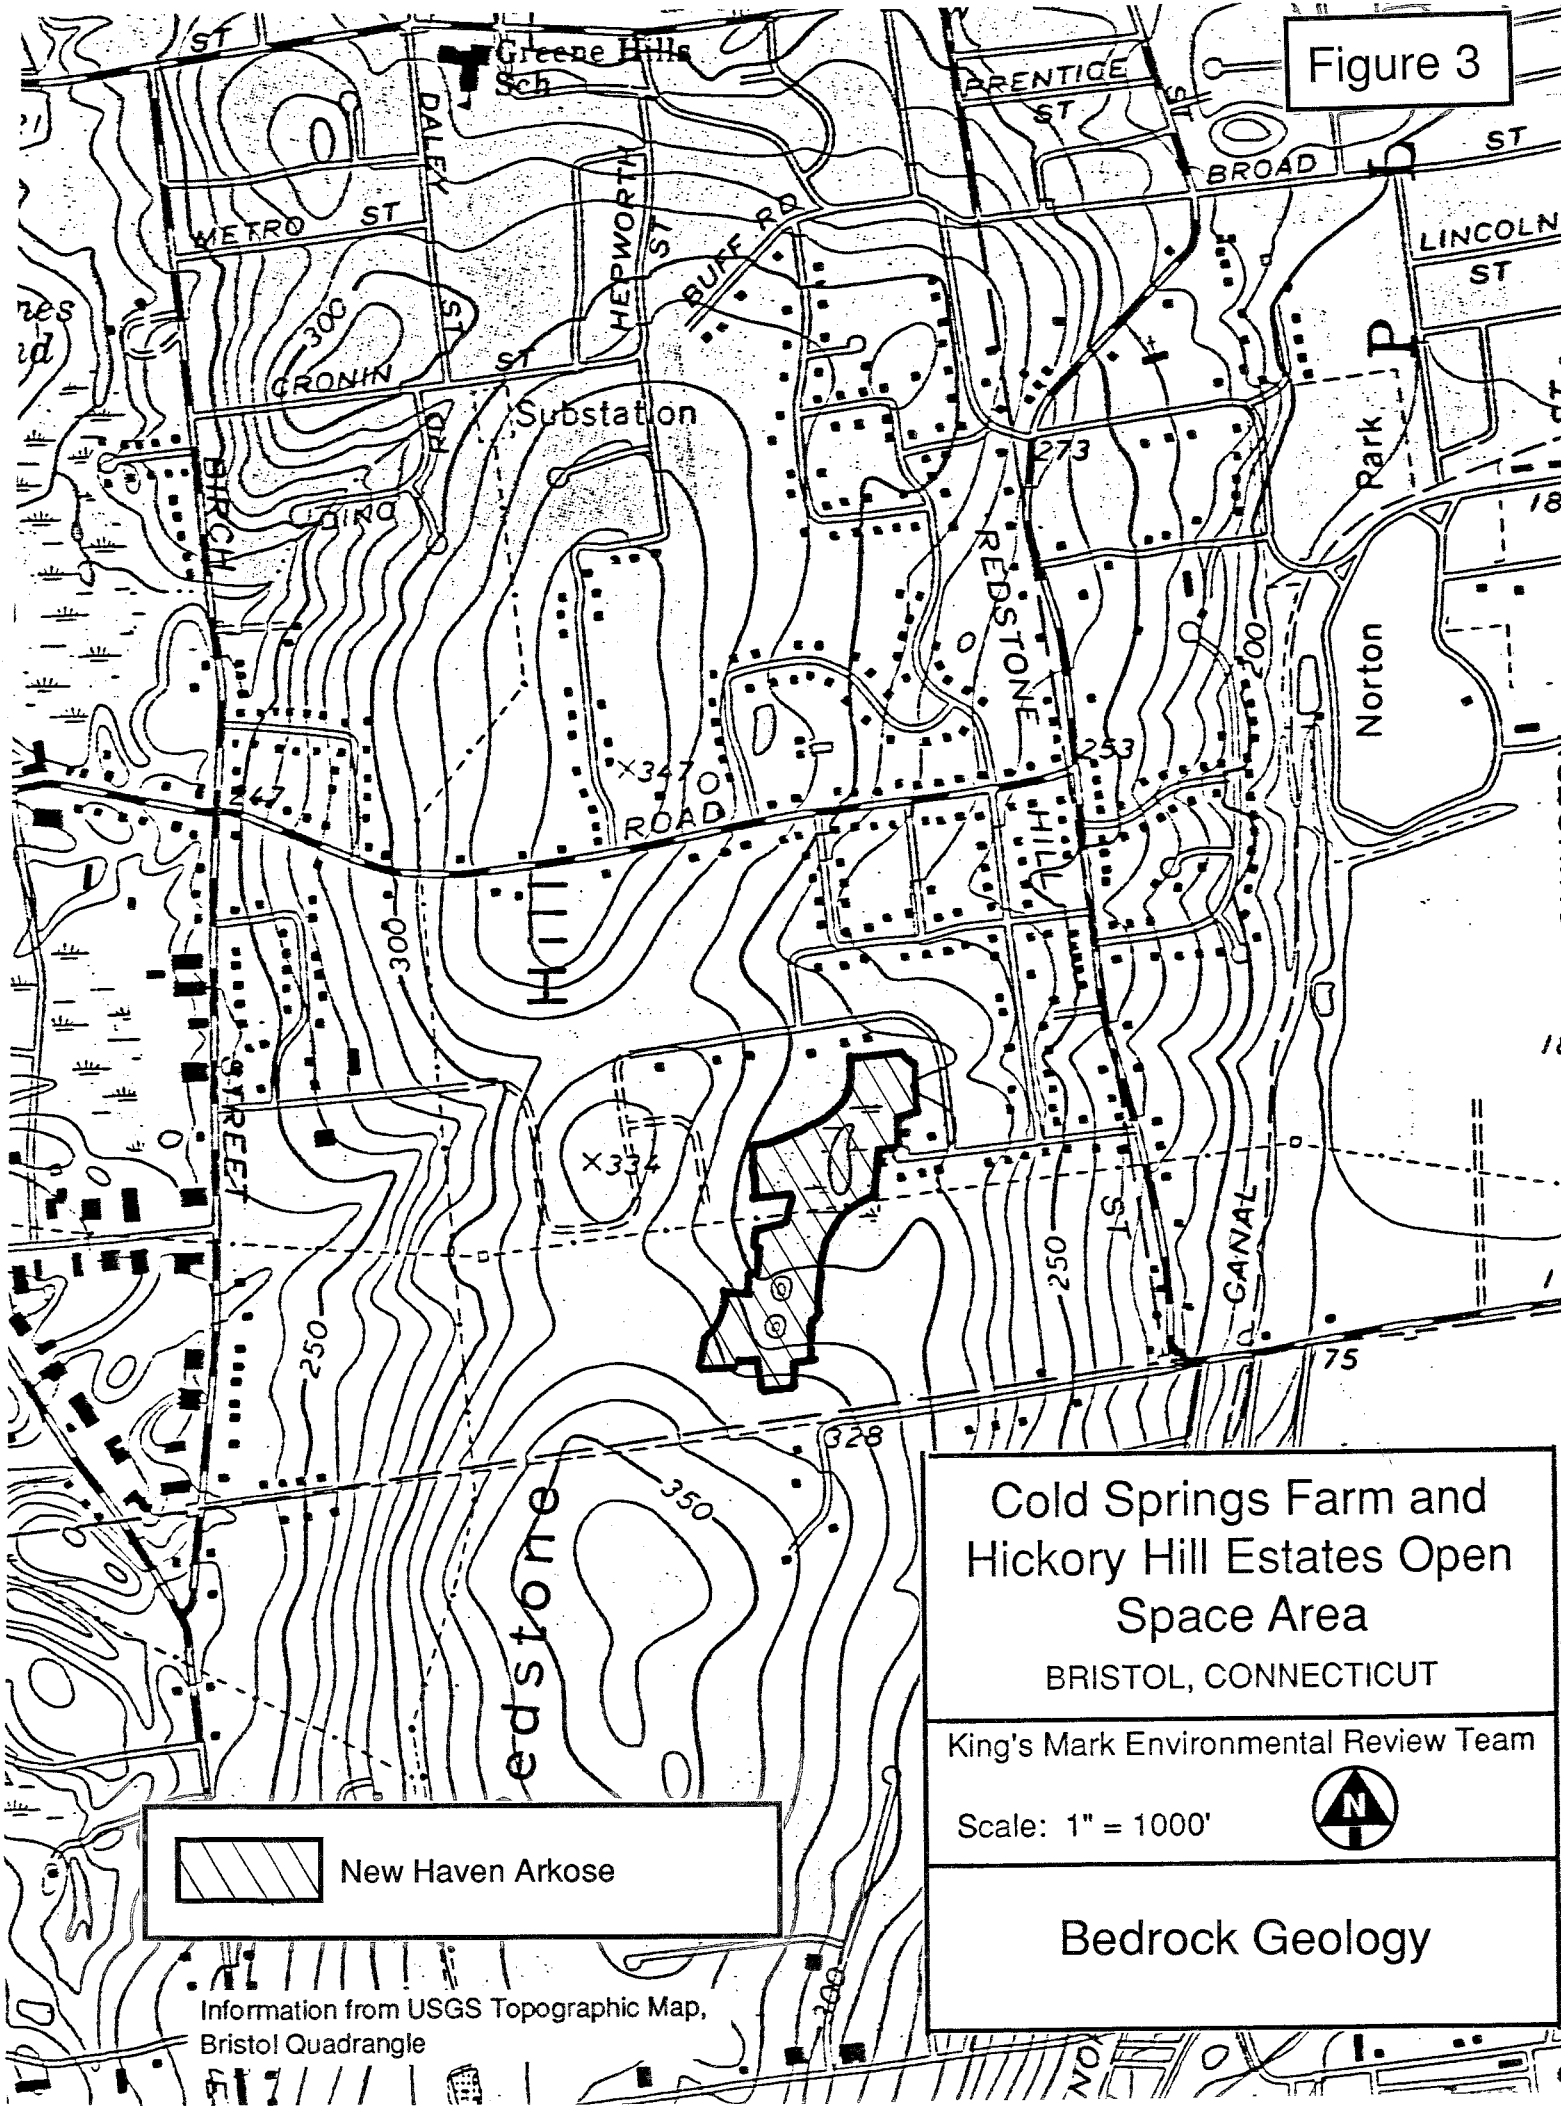 Figure 3
ST
Greene Hills
Sch
PRENTICE
ST
ST
DALEY
ST
HEPWORTH
ST
BROAD
ST
METRO
ST
BUFF RD
LINCOLN
ST
300
CRONIN
ST
DR
Substation
P
Park
273
BIRCH
DINO
18
REDSTONE
200
Norton
253
×347
247
ROAD
HILL
300
Hill
STREET
×334
ST
CANAL
250
250
75
328
350
edstone
Cold Springs Farm and
Hickory Hill Estates Open
Space Area
BRISTOL, CONNECTICUT
King's Mark Environmental Review Team
N
Scale: 1" = 1000'
New Haven Arkose
Bedrock Geology
300
Information from USGS Topographic Map,
Bristol Quadrangle